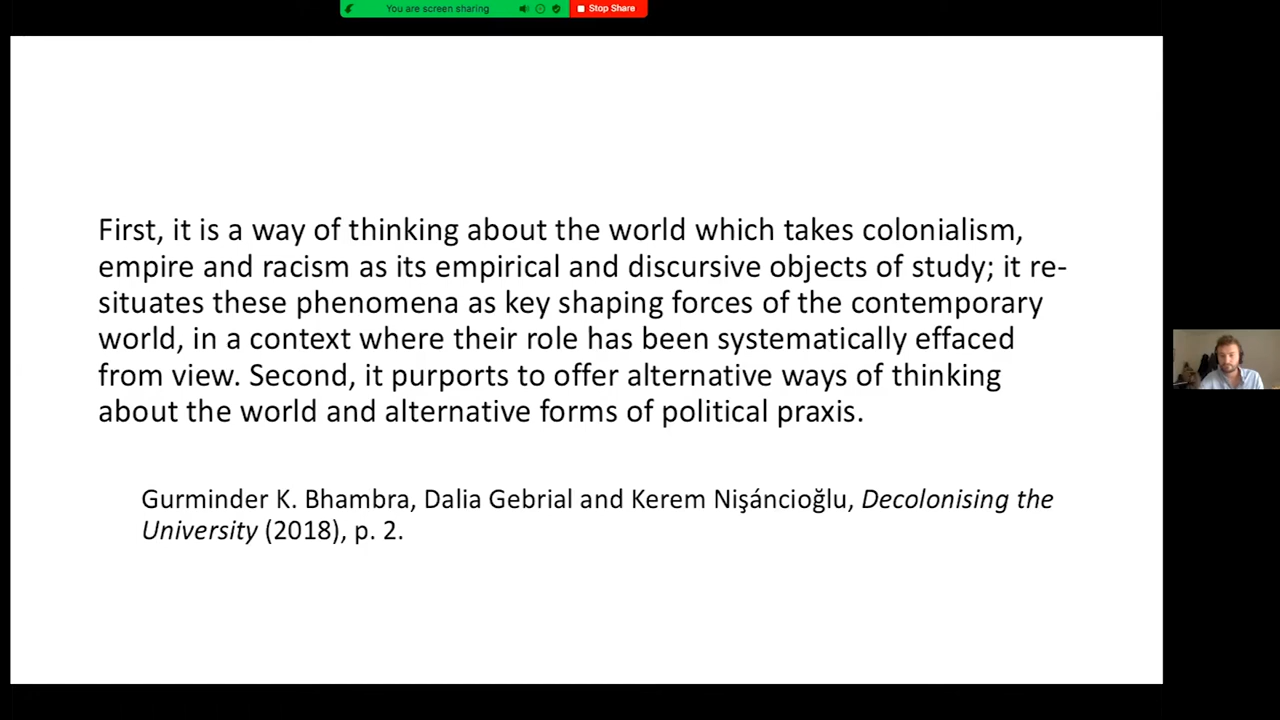 You are screen sharing
Stop Share
First, it is a way of thinking about the world which takes colonialism,
empire and racism as its empirical and discursive objects of study; it re-
situates these phenomena as key shaping forces of the contemporary
world, in a context where their role has been systematically effaced
from view. Second, it purports to offer alternative ways of thinking
about the world and alternative forms of political praxis.
Gurminder K. Bhambra, Dalia Gebrial and Kerem Nişáncioğlu, Decolonising the
University (2018), p. 2.